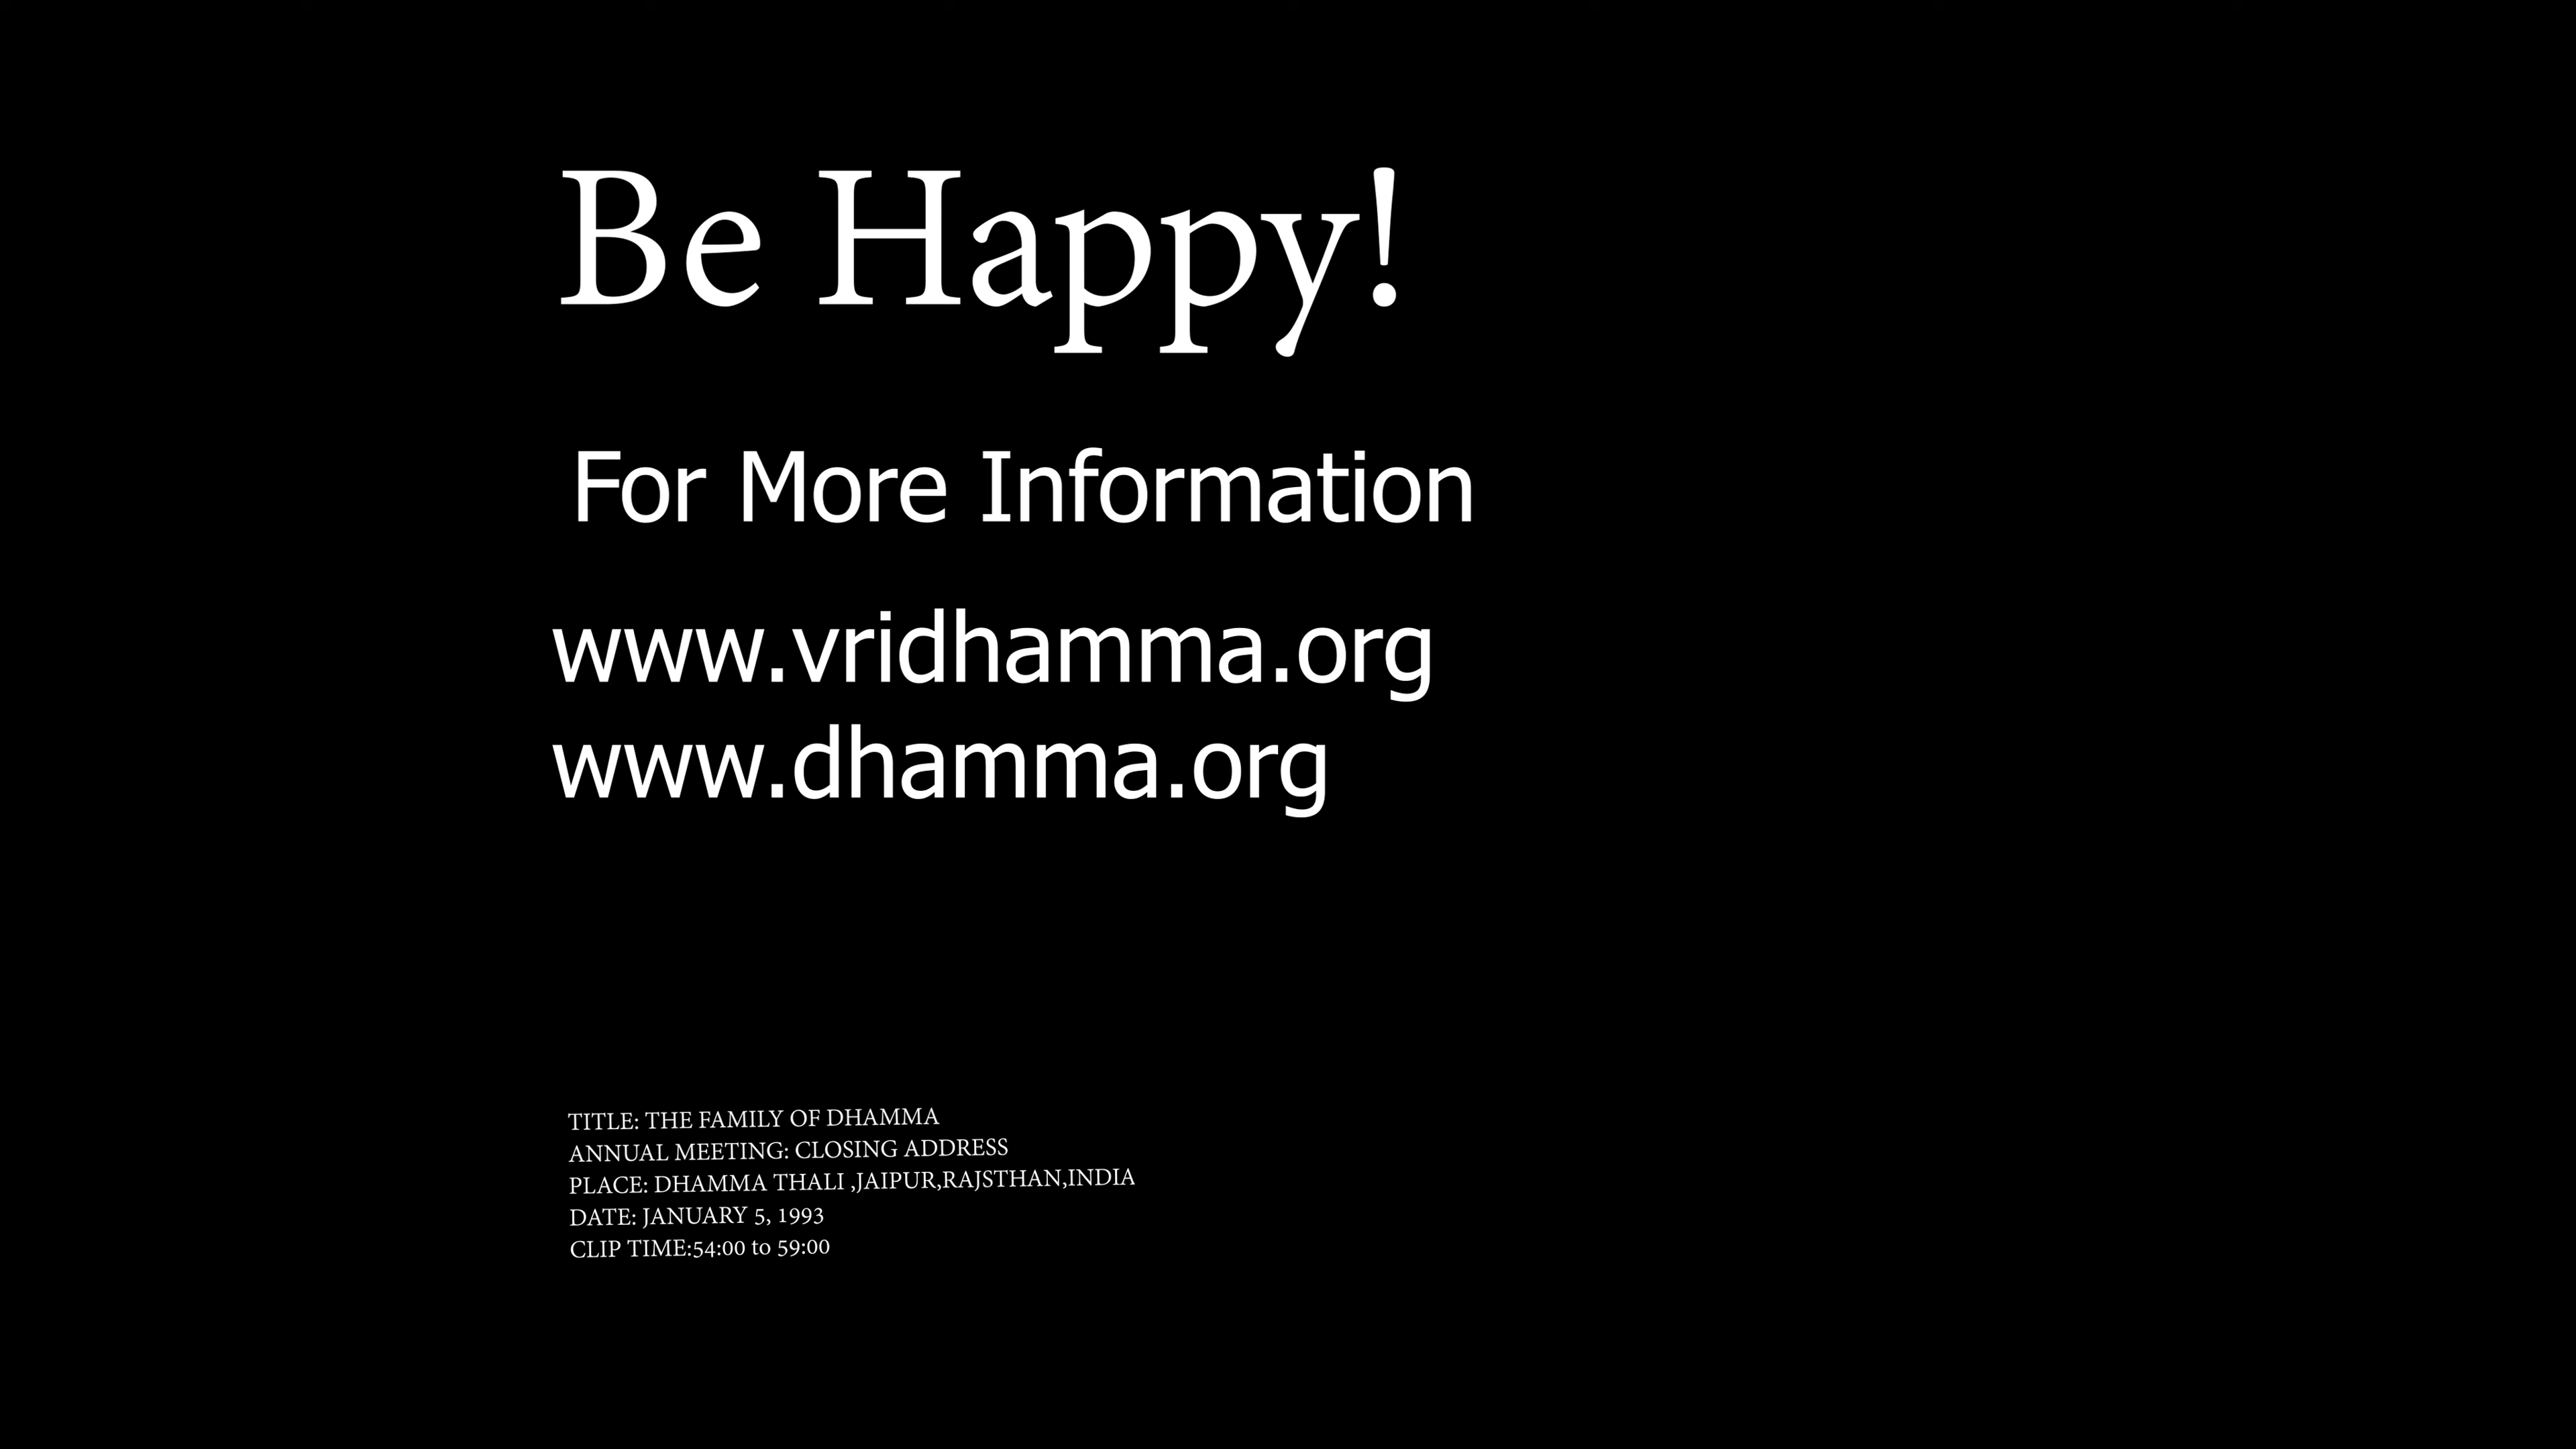 Be Happy!
For More Information
www.vridhamma.org
www.dhamma.org
TITLE: THE FAMILY OF DHAMMA
ANNUAL MEETING: CLOSING ADDRESS
PLACE: DHAMMA THALI ,JAIPUR,RAJSTHAN,INDIA
DATE: JANUARY 5, 1993
CLIP TIME:54:00 to 59:00